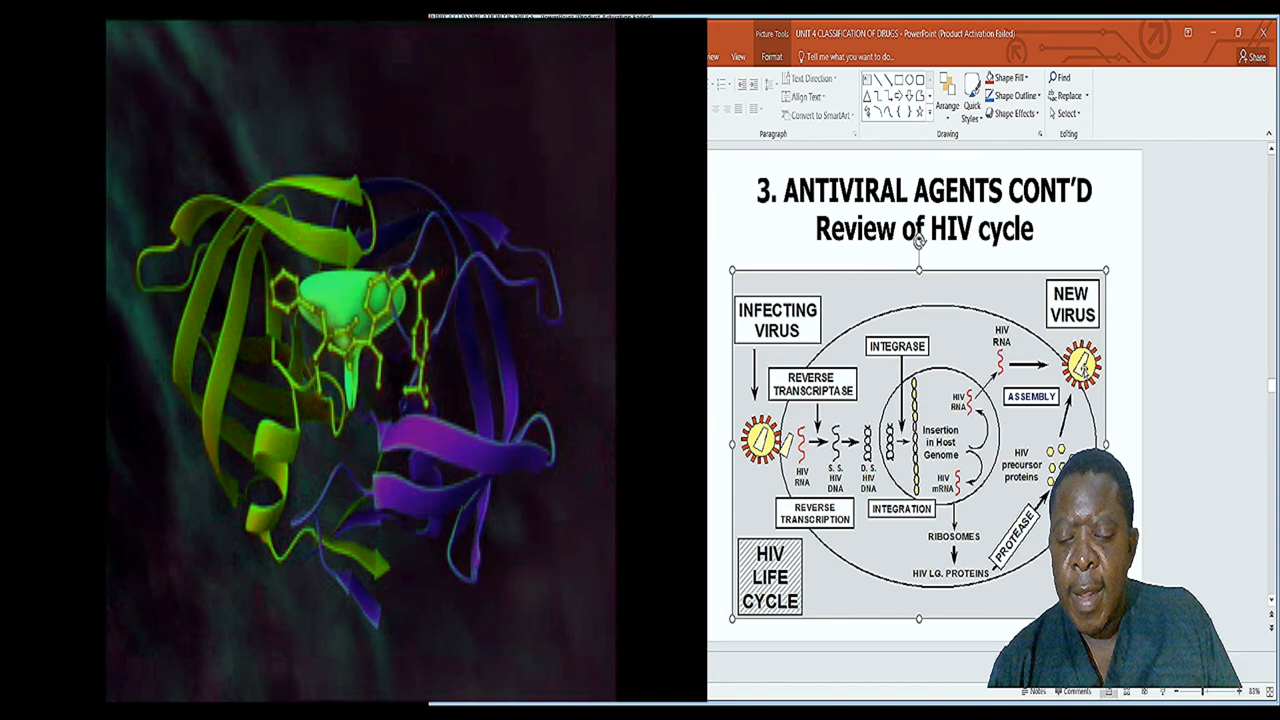 Picture Tools
UNIT 4 CLASSIFICATION OF DRUGS - PowerPoint (Product Activation Failed)
View
Format
Tell me what you want to do...
Share
Text Direction
Align Text
Convert to SmartArt
Paragraph
Arrange
Quick
Styles
Shape Fill
Shape Outline
Shape Effects
Drawing
Find
Replace
Select
Editing
3. ANTIVIRAL AGENTS CONT'D
Review of HIV cycle
INFECTING
VIRUS
NEW
VIRUS
HIV
RNA
INTEGRASE
REVERSE
TRANSCRIPTASE
ASSEMBLY
HIV
RNA
Insertion
in Host
Genome
HIV
mRNA
HIV
RNA
S. S.
HIV
DNA
D. S.
HIV
DNA
HIV
precursor
proteins
REVERSE
TRANSCRIPTION
INTEGRATION
RIBOSOMES
PROTEASE
HIV LG. PROTEINS
HIV
LIFE
CYCLE
Notes
Comments
83%